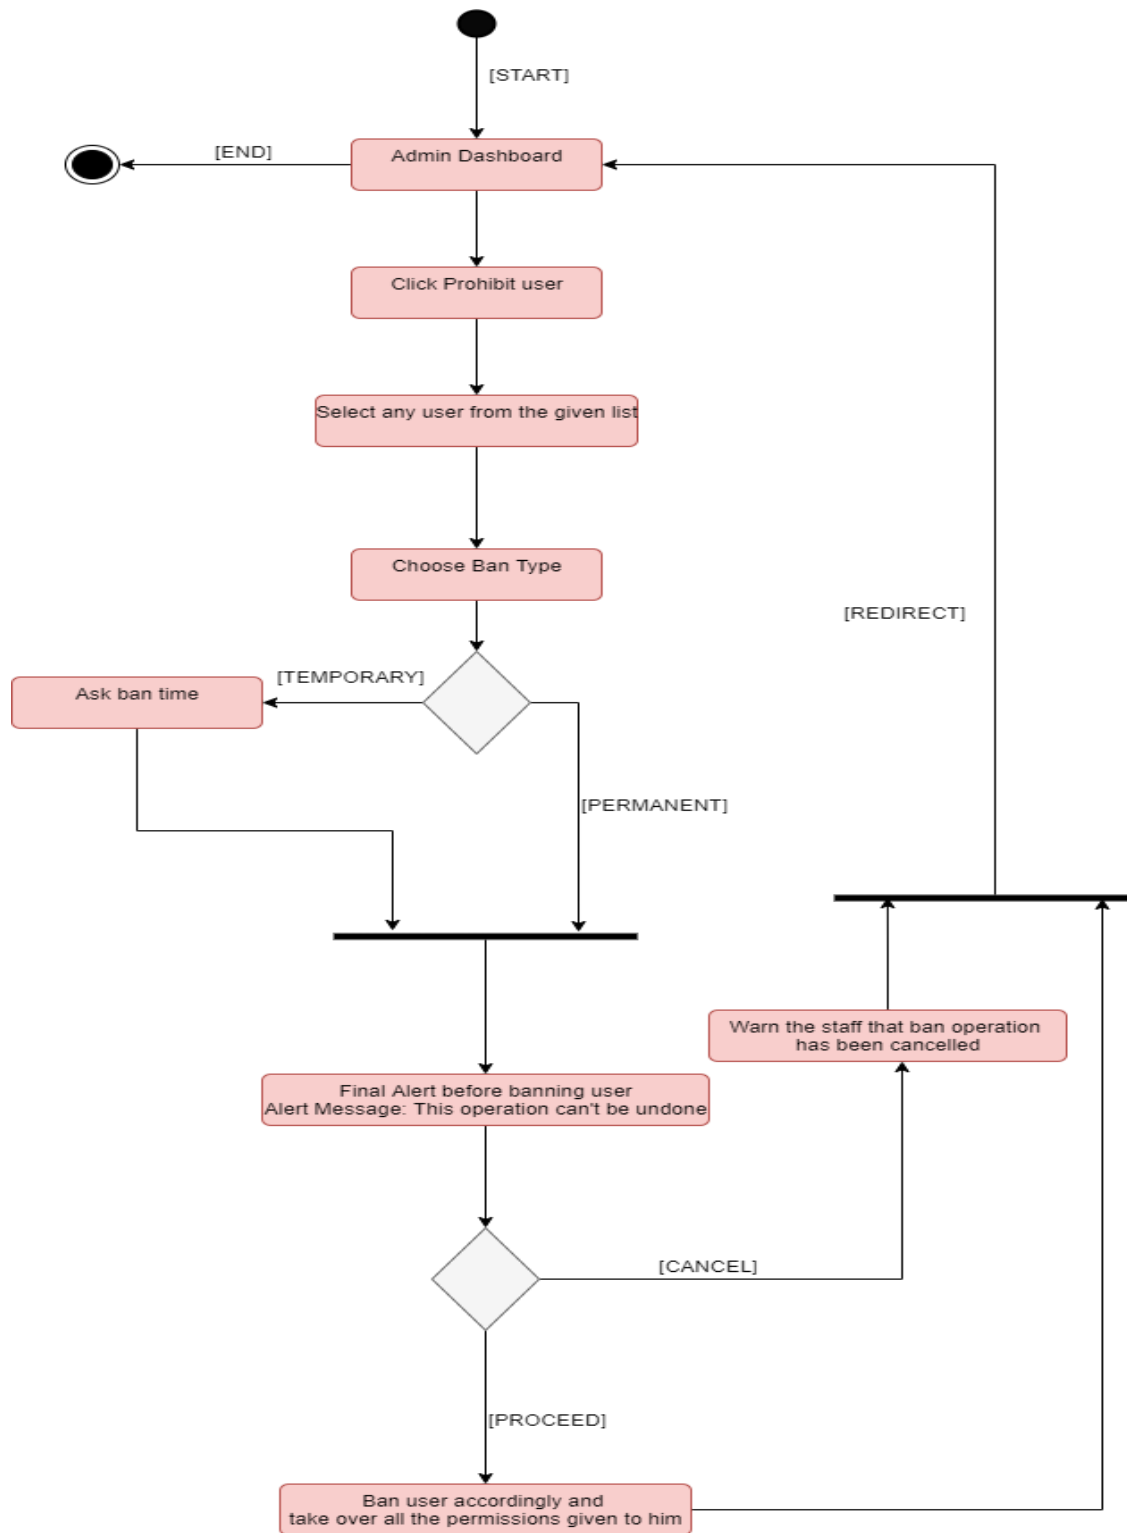 [START]
[END]
Admin Dashboard
Click Prohibit user
Select any user from the given list
Choose Ban Type
[REDIRECT]
[TEMPORARY]
Ask ban time
[PERMANENT]
Warn the staff that ban operation
has been cancelled
Final Alert before banning user
Alert Message: This operation can't be undone
[CANCEL]
[PROCEED]
Ban user accordingly and
take over all the permissions given to him